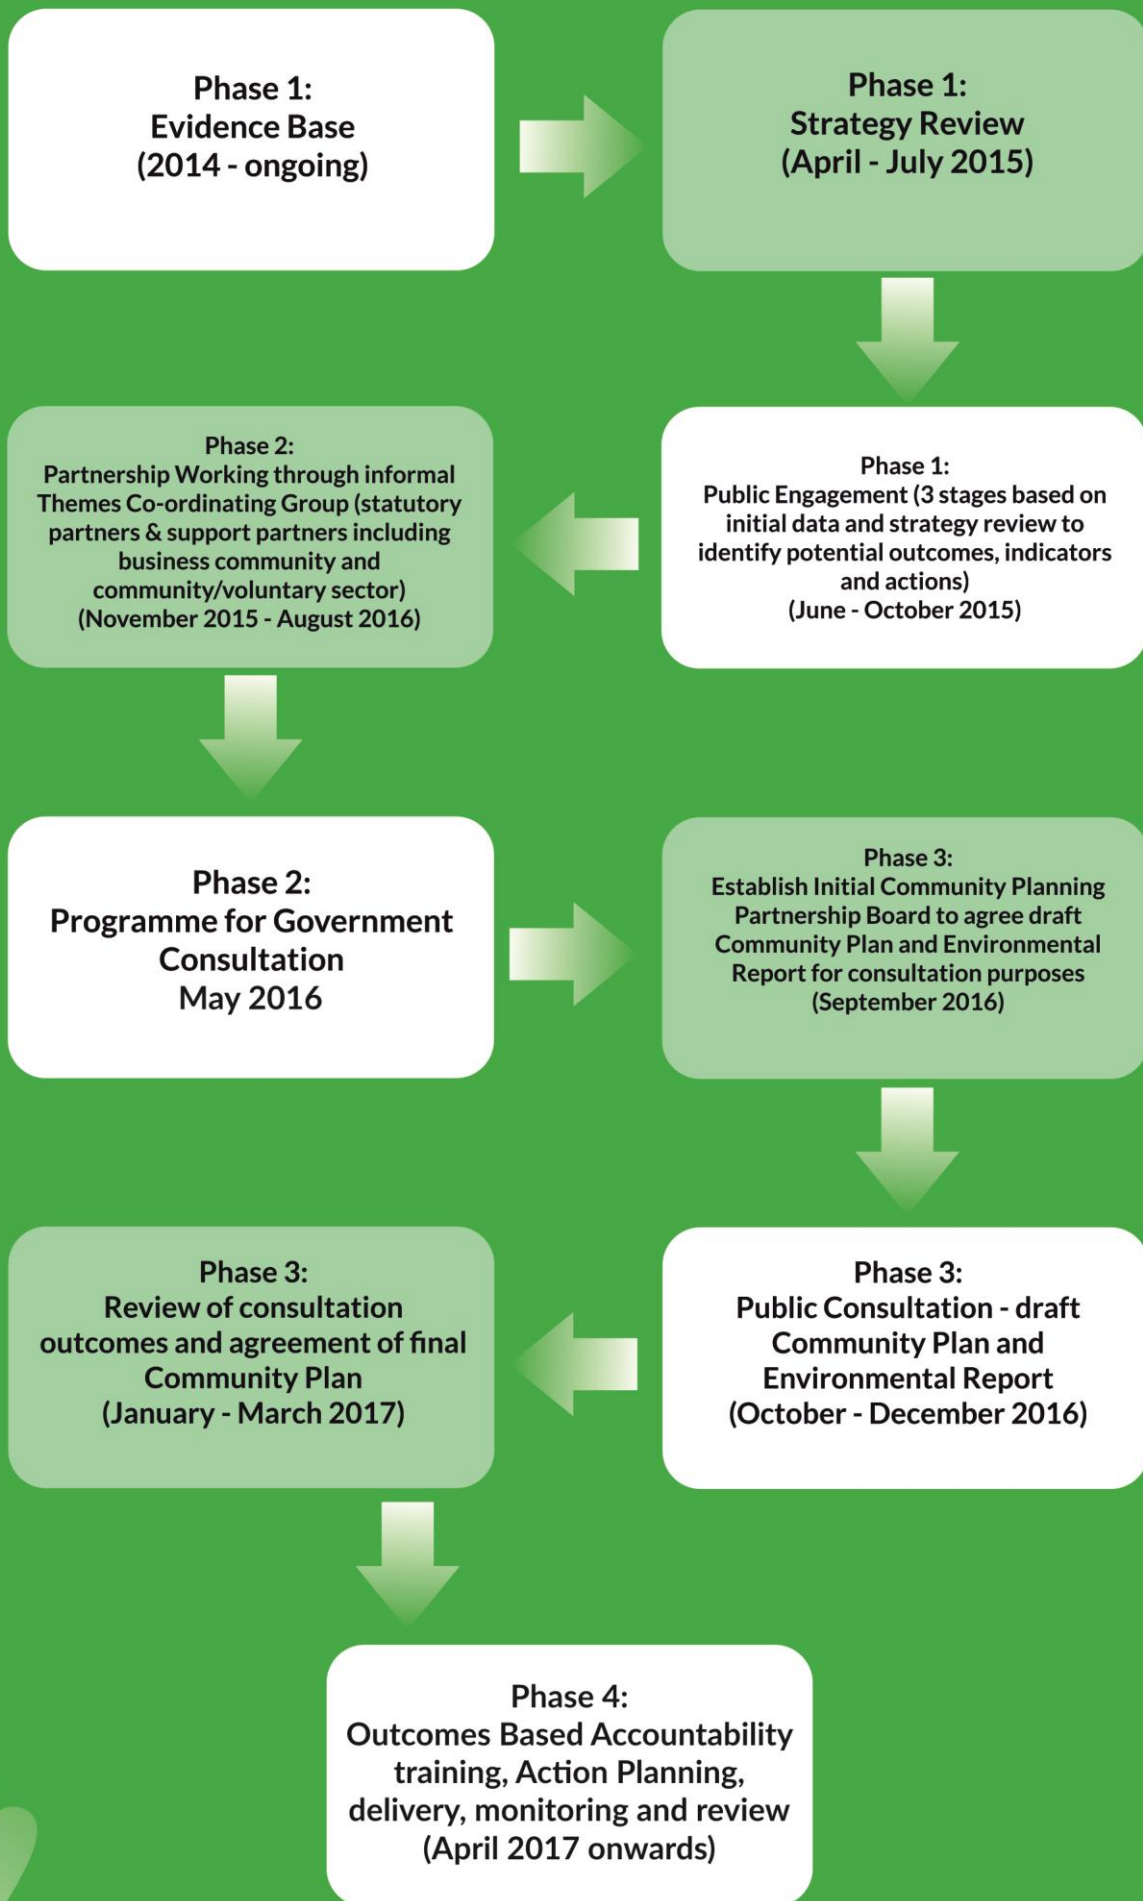 Phase 1:
Evidence Base
(2014 - ongoing)
Phase 1:
Strategy Review
(April - July 2015)
Phase 1:
Public Engagement (3 stages based on
initial data and strategy review to
identify potential outcomes, indicators
and actions)
(June - October 2015)
Phase 2:
Partnership Working through informal
Themes Co-ordinating Group (statutory
partners & support partners including
business community and
community/voluntary sector)
(November 2015 - August 2016)
Phase 2:
Programme for Government
Consultation
May 2016
Phase 3:
Establish Initial Community Planning
Partnership Board to agree draft
Community Plan and Environmental
Report for consultation purposes
(September 2016)
Phase 3:
Public Consultation - draft
Community Plan and
Environmental Report
(October - December 2016)
Phase 3:
Review of consultation
outcomes and agreement of final
Community Plan
(January - March 2017)
Phase 4:
Outcomes Based Accountability
training, Action Planning,
delivery, monitoring and review
(April 2017 onwards)